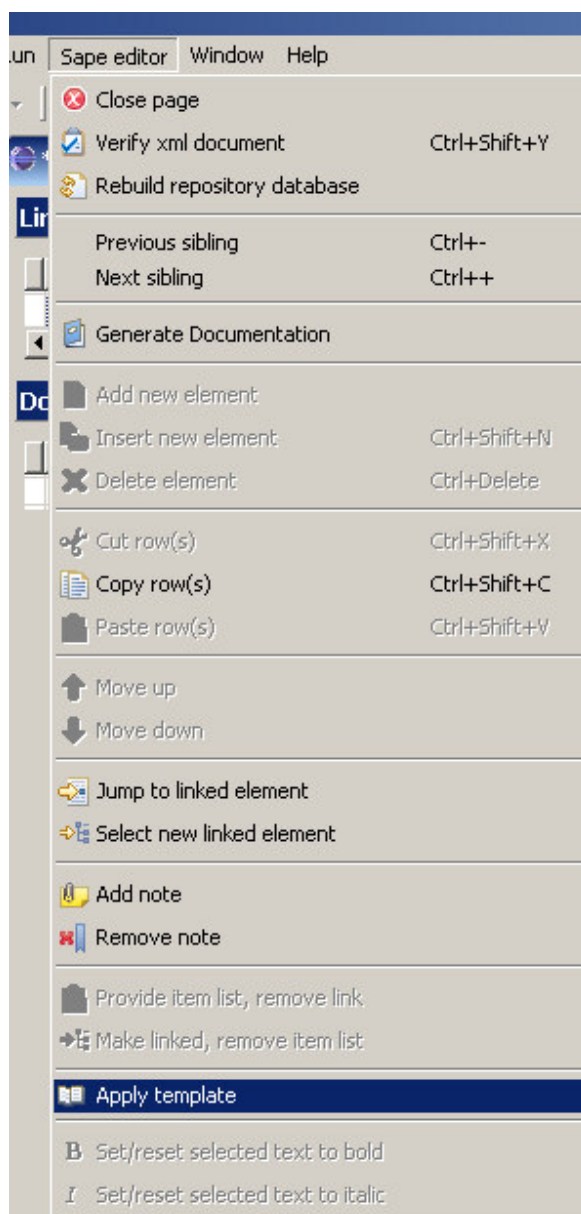 un Sape editor Window Help
Close page
Verify xml document Ctrl+Shift+Y
Rebuild repository database
Lir
Previous sibling Ctrl+-
Next sibling Ctrl++
Generate Documentation
Do
Add new element
Insert new element Ctrl+Shift+N
Delete element Ctrl+Delete
Cut row(s) Ctrl+Shift+X
Copy row(s) Ctrl+Shift+C
Paste row(s) Ctrl+Shift+V
Move up
Move down
Jump to linked element
Select new linked element
Add note
Remove note
Provide item list, remove link
Make linked, remove item list
Apply template
B Set/reset selected text to bold
I Set/reset selected text to italic